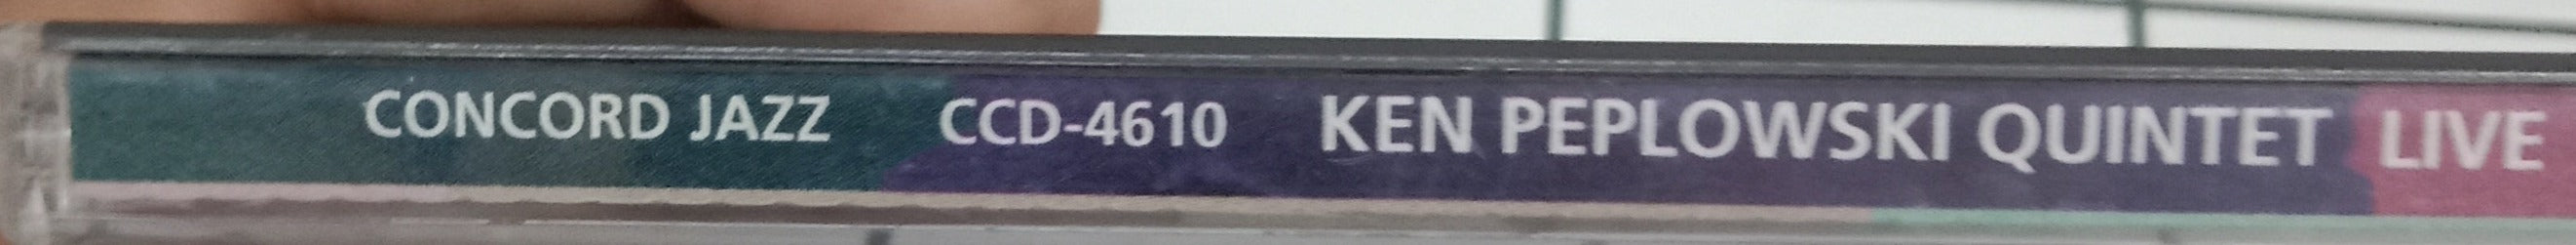 CONCORD JAZZ CCD-4610 KEN PEPLOWSKI QUINTET LIVE